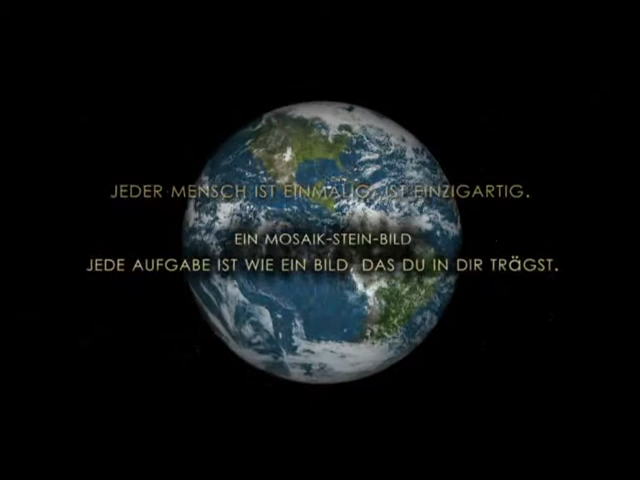 JEDER MENSCH IST EINMALIG, IST EINZIGARTIG.
EIN MOSAIK-STEIN-BILD
JEDE AUFGABE IST WIE EIN BILD, DAS DU IN DIR TRÄGST.